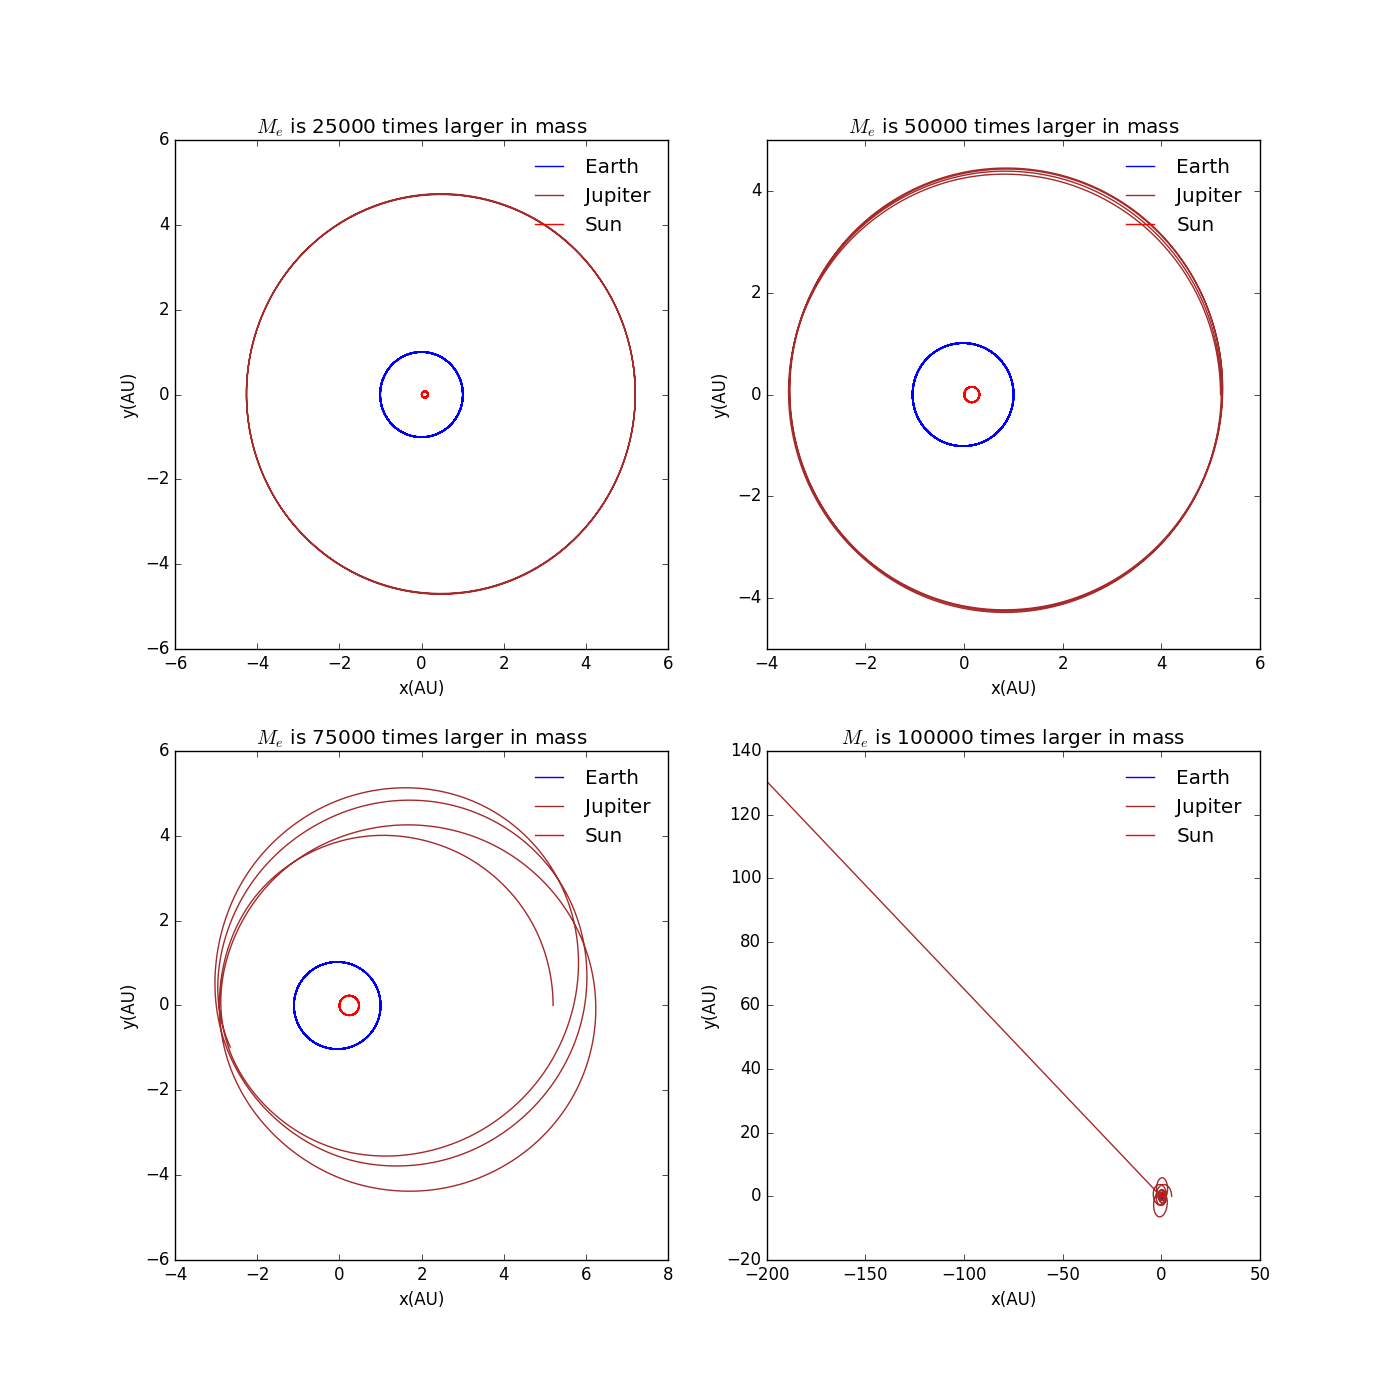 M_e is 25000 times larger in mass
6
4
2
0
−2
−4
−6
y(AU)
Earth
Jupiter
Sun
−6 −4 −2 0 2 4 6
x(AU)
M_e is 50000 times larger in mass
4
2
0
−2
−4
y(AU)
Earth
Jupiter
Sun
−4 −2 0 2 4 6
x(AU)
M_e is 75000 times larger in mass
6
4
2
0
−2
−4
−6
y(AU)
Earth
Jupiter
Sun
−4 −2 0 2 4 6 8
x(AU)
M_e is 100000 times larger in mass
140
120
100
80
60
40
20
0
−20
y(AU)
Earth
Jupiter
Sun
−200 −150 −100 −50 0 50
x(AU)